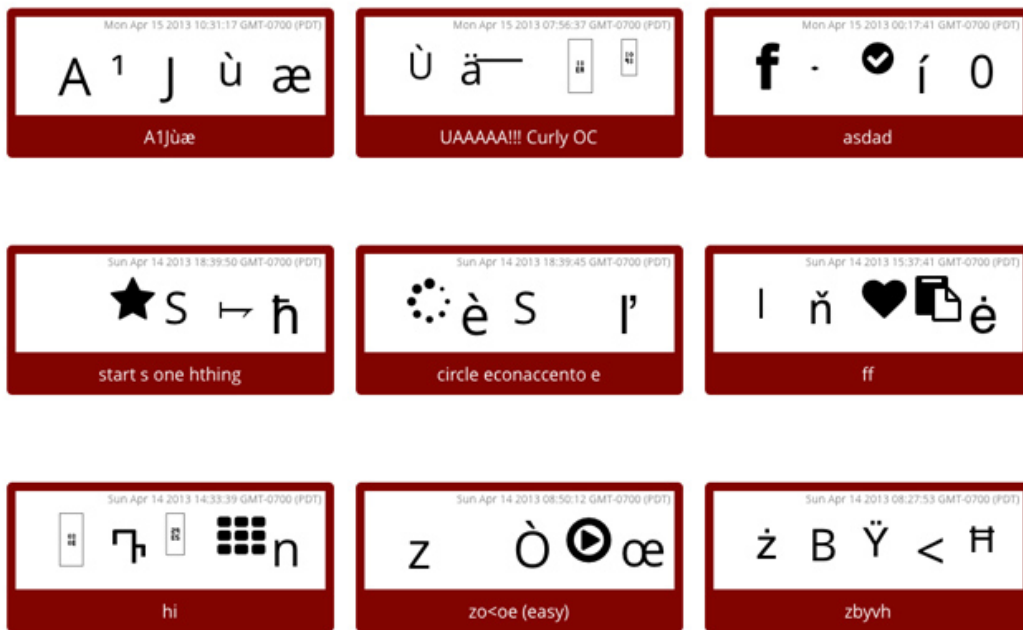 Mon Apr 15 2013 10:31:17 GMT-0700 (PDT)
A ¹ J ù æ
A1Jùæ
Mon Apr 15 2013 07:56:37 GMT-0700 (PDT)
Ù ä
UAAAAA!!! Curly OC
Mon Apr 15 2013 00:17:41 GMT-0700 (PDT)
f í 0
asdad
Sun Apr 14 2013 18:39:50 GMT-0700 (PDT)
S ħ
start s one hthing
Sun Apr 14 2013 18:39:45 GMT-0700 (PDT)
è S ľ
circle econaccento e
Sun Apr 14 2013 15:37:41 GMT-0700 (PDT)
l ň ė
ff
Sun Apr 14 2013 14:33:39 GMT-0700 (PDT)
n
hi
Sun Apr 14 2013 08:50:12 GMT-0700 (PDT)
z Ò œ
zo<oe (easy)
Sun Apr 14 2013 08:27:53 GMT-0700 (PDT)
ż B Ÿ < Ħ
zbyvh